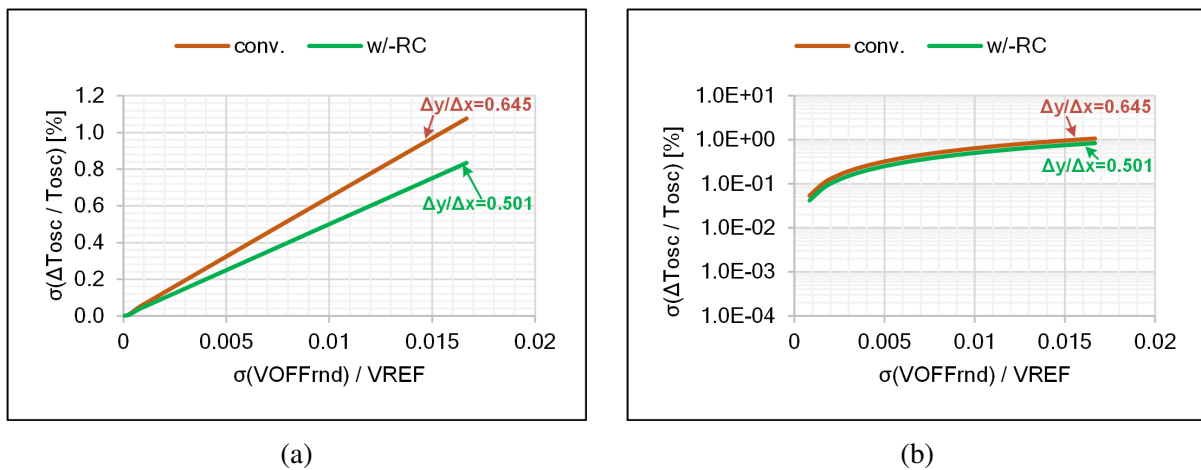 conv. w/-RC
σ(ΔTosc / Tosc) [%]
1.2
1.0
0.8
0.6
0.4
0.2
0.0
Δy/Δx=0.645
Δy/Δx=0.501
0 0.005 0.01 0.015 0.02
σ(VOFFrnd) / VREF
(a)
conv. w/-RC
σ(ΔTosc / Tosc) [%]
1.0E+01
1.0E+00
1.0E-01
1.0E-02
1.0E-03
1.0E-04
Δy/Δx=0.645
Δy/Δx=0.501
0 0.005 0.01 0.015 0.02
σ(VOFFrnd) / VREF
(b)